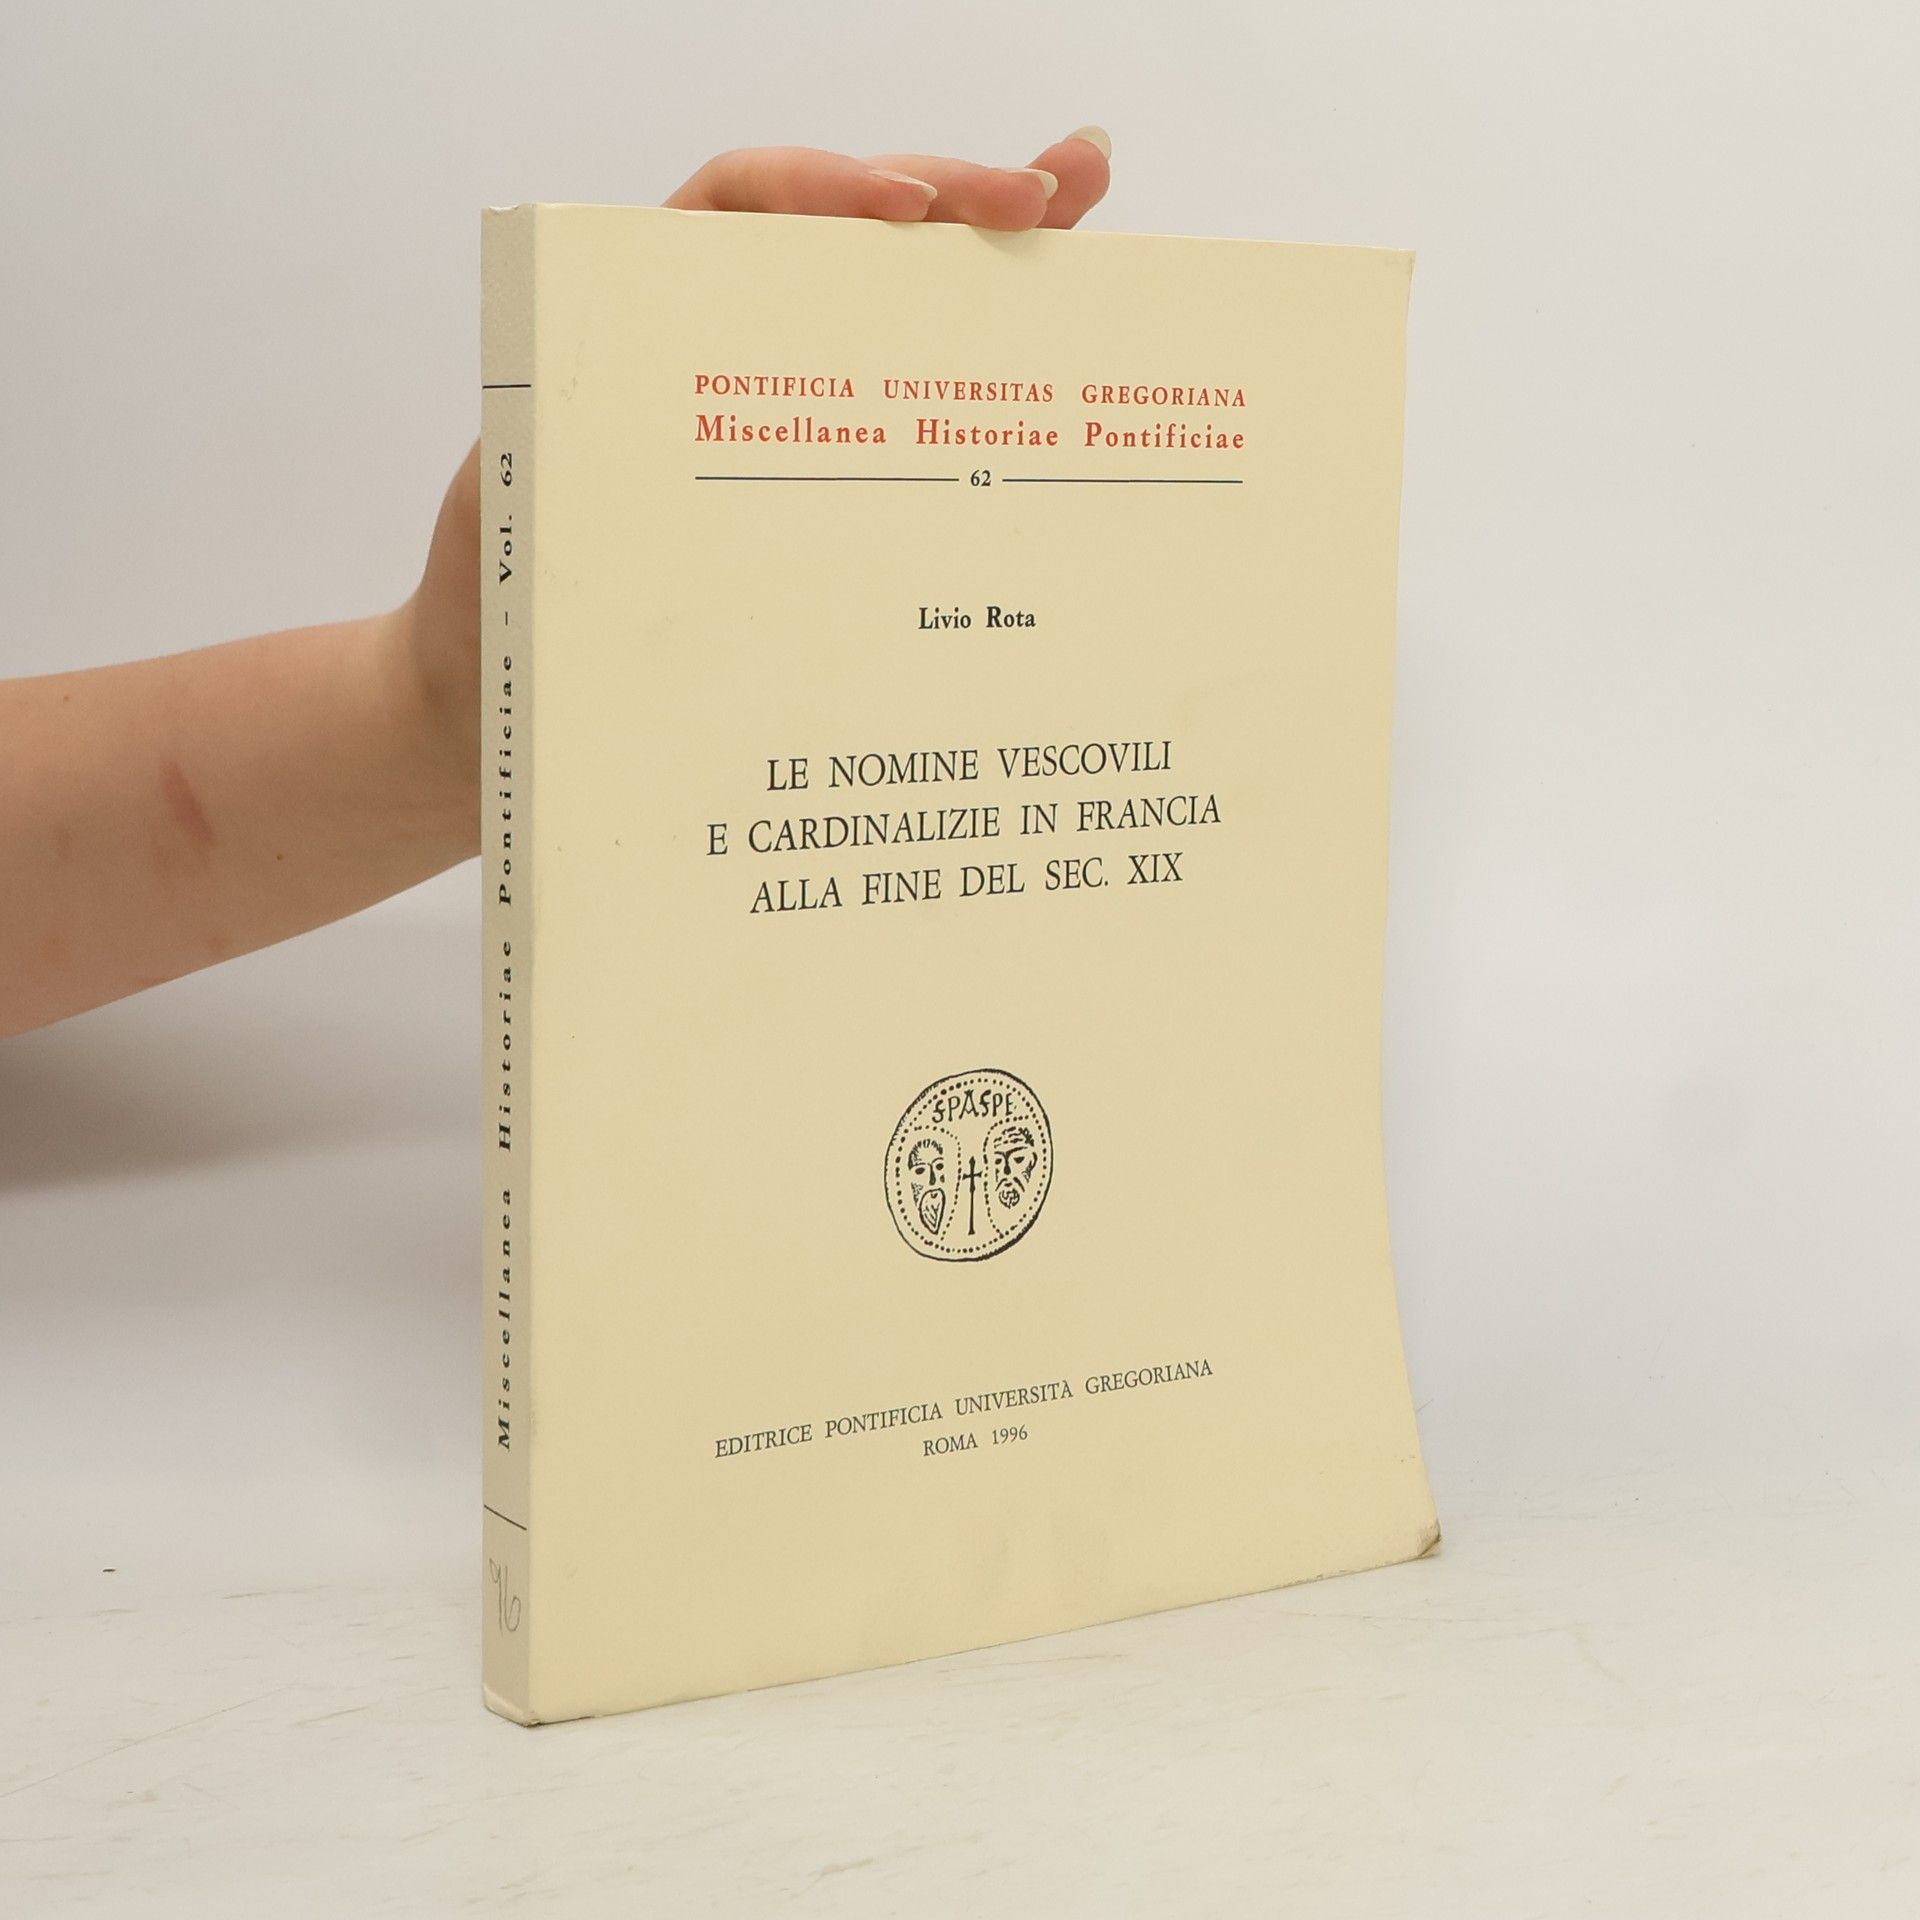 PONTIFICIA UNIVERSITAS GREGORIANA
Miscellanea Historiae Pontificiae
62
Livio Rota
LE NOMINE VESCOVILI
E CARDINALIZIE IN FRANCIA
ALLA FINE DEL SEC. XIX
SPASPE
EDITRICE PONTIFICIA UNIVERSITÀ GREGORIANA
ROMA 1996
Miscellanea Historiae Pontificiae – Vol. 62
96